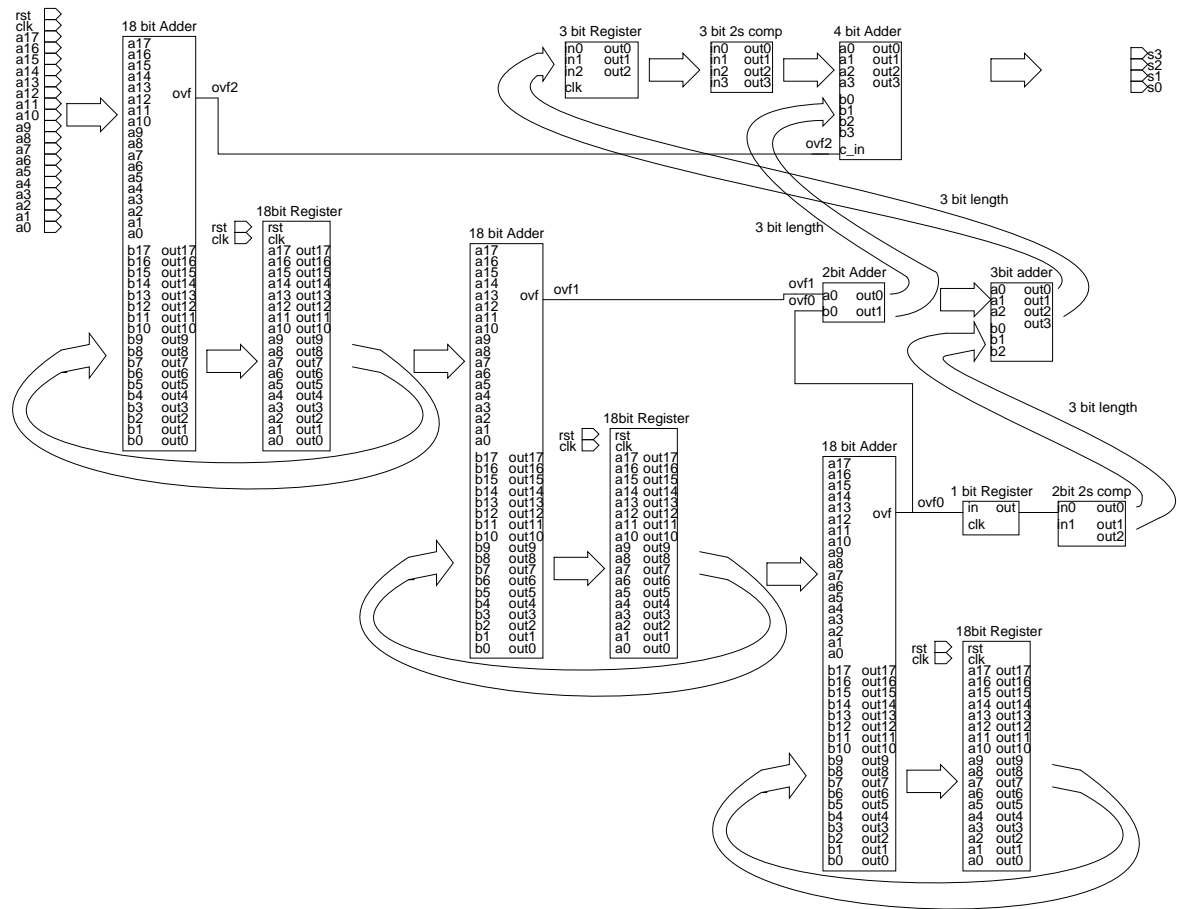 rst
clk
a17
a16
a15
a14
a13
a12
a11
a10
a9
a8
a7
a6
a5
a4
a3
a2
a1
a0
18 bit Adder
a17
a16
a15
a14
a13
a12
a11
a10
a9
a8
a7
a6
a5
a4
a3
a2
a1
a0
ovf
ovf2
b17 out17
b16 out16
b15 out15
b14 out14
b13 out13
b12 out12
b11 out11
b10 out10
b9 out9
b8 out8
b7 out7
b6 out6
b5 out5
b4 out4
b3 out3
b2 out2
b1 out1
b0 out0
18bit Register
rst
clk
rst
clk
a17 out17
a16 out16
a15 out15
a14 out14
a13 out13
a12 out12
a11 out11
a10 out10
a9 out9
a8 out8
a7 out7
a6 out6
a5 out5
a4 out4
a3 out3
a2 out2
a1 out1
a0 out0
3 bit Register
in0 out0
in1 out1
in2 out2
clk
3 bit 2s comp
in0 out0
in1 out1
in2 out2
in3 out3
4 bit Adder
a0 out0
a1 out1
a2 out2
a3 out3
b0
b1
b2
b3
ovf2
c_in
s3
s2
s1
s0
3 bit length
3 bit length
18 bit Adder
a17
a16
a15
a14
a13
a12
a11
a10
a9
a8
a7
a6
a5
a4
a3
a2
a1
a0
ovf
ovf1
b17 out17
b16 out16
b15 out15
b14 out14
b13 out13
b12 out12
b11 out11
b10 out10
b9 out9
b8 out8
b7 out7
b6 out6
b5 out5
b4 out4
b3 out3
b2 out2
b1 out1
b0 out0
18bit Register
rst
clk
rst
clk
a17 out17
a16 out16
a15 out15
a14 out14
a13 out13
a12 out12
a11 out11
a10 out10
a9 out9
a8 out8
a7 out7
a6 out6
a5 out5
a4 out4
a3 out3
a2 out2
a1 out1
a0 out0
2bit Adder
ovf1
ovf0
a0 out0
b0 out1
3bit adder
a0 out0
a1 out1
a2 out2
out3
b0
b1
b2
3 bit length
18 bit Adder
a17
a16
a15
a14
a13
a12
a11
a10
a9
a8
a7
a6
a5
a4
a3
a2
a1
a0
ovf
ovf0
b17 out17
b16 out16
b15 out15
b14 out14
b13 out13
b12 out12
b11 out11
b10 out10
b9 out9
b8 out8
b7 out7
b6 out6
b5 out5
b4 out4
b3 out3
b2 out2
b1 out1
b0 out0
1 bit Register
in out
clk
2bit 2s comp
in0 out0
in1 out1
out2
18bit Register
rst
clk
rst
clk
a17 out17
a16 out16
a15 out15
a14 out14
a13 out13
a12 out12
a11 out11
a10 out10
a9 out9
a8 out8
a7 out7
a6 out6
a5 out5
a4 out4
a3 out3
a2 out2
a1 out1
a0 out0